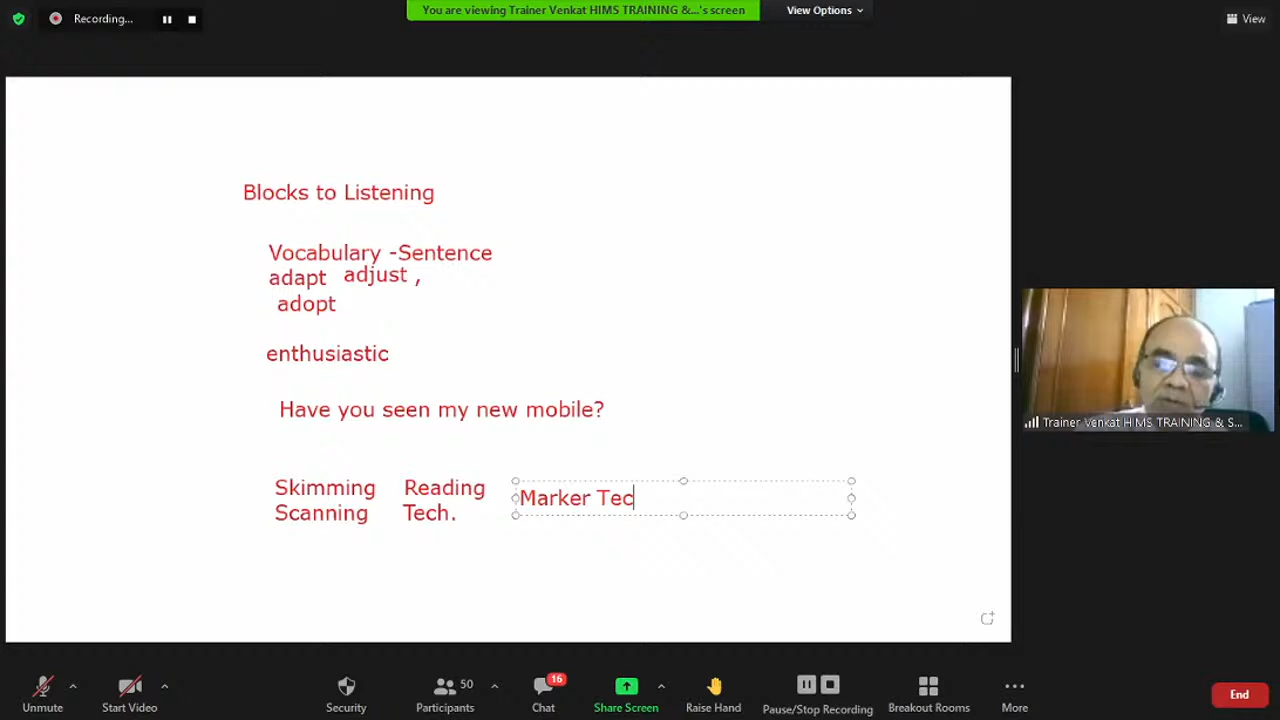 Recording...
You are viewing Trainer Venkat HIMS TRAINING &...'s screen
View Options
View
Blocks to Listening
Vocabulary -Sentence
adapt adjust ,
adopt
enthusiastic
Have you seen my new mobile?
Skimming Reading Marker Tec
Scanning Tech.
Trainer Venkat HIMS TRAINING & S...
50
16
Unmute
Start Video
Security
Participants
Chat
Share Screen
Raise Hand
Pause/Stop Recording
Breakout Rooms
More
End